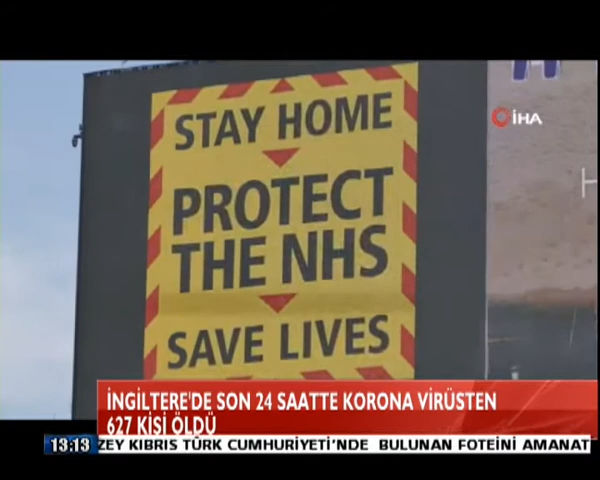 STAY HOME
PROTECT
THE NHS
SAVE LIVES
İHA
H
İNGİLTERE'DE SON 24 SAATTE KORONA VİRÜSTEN
627 KİŞİ ÖLDÜ
13:13 ZEY KIBRIS TÜRK CUMHURİYETİ'NDE BULUNAN FOTEİNİ AMANAT